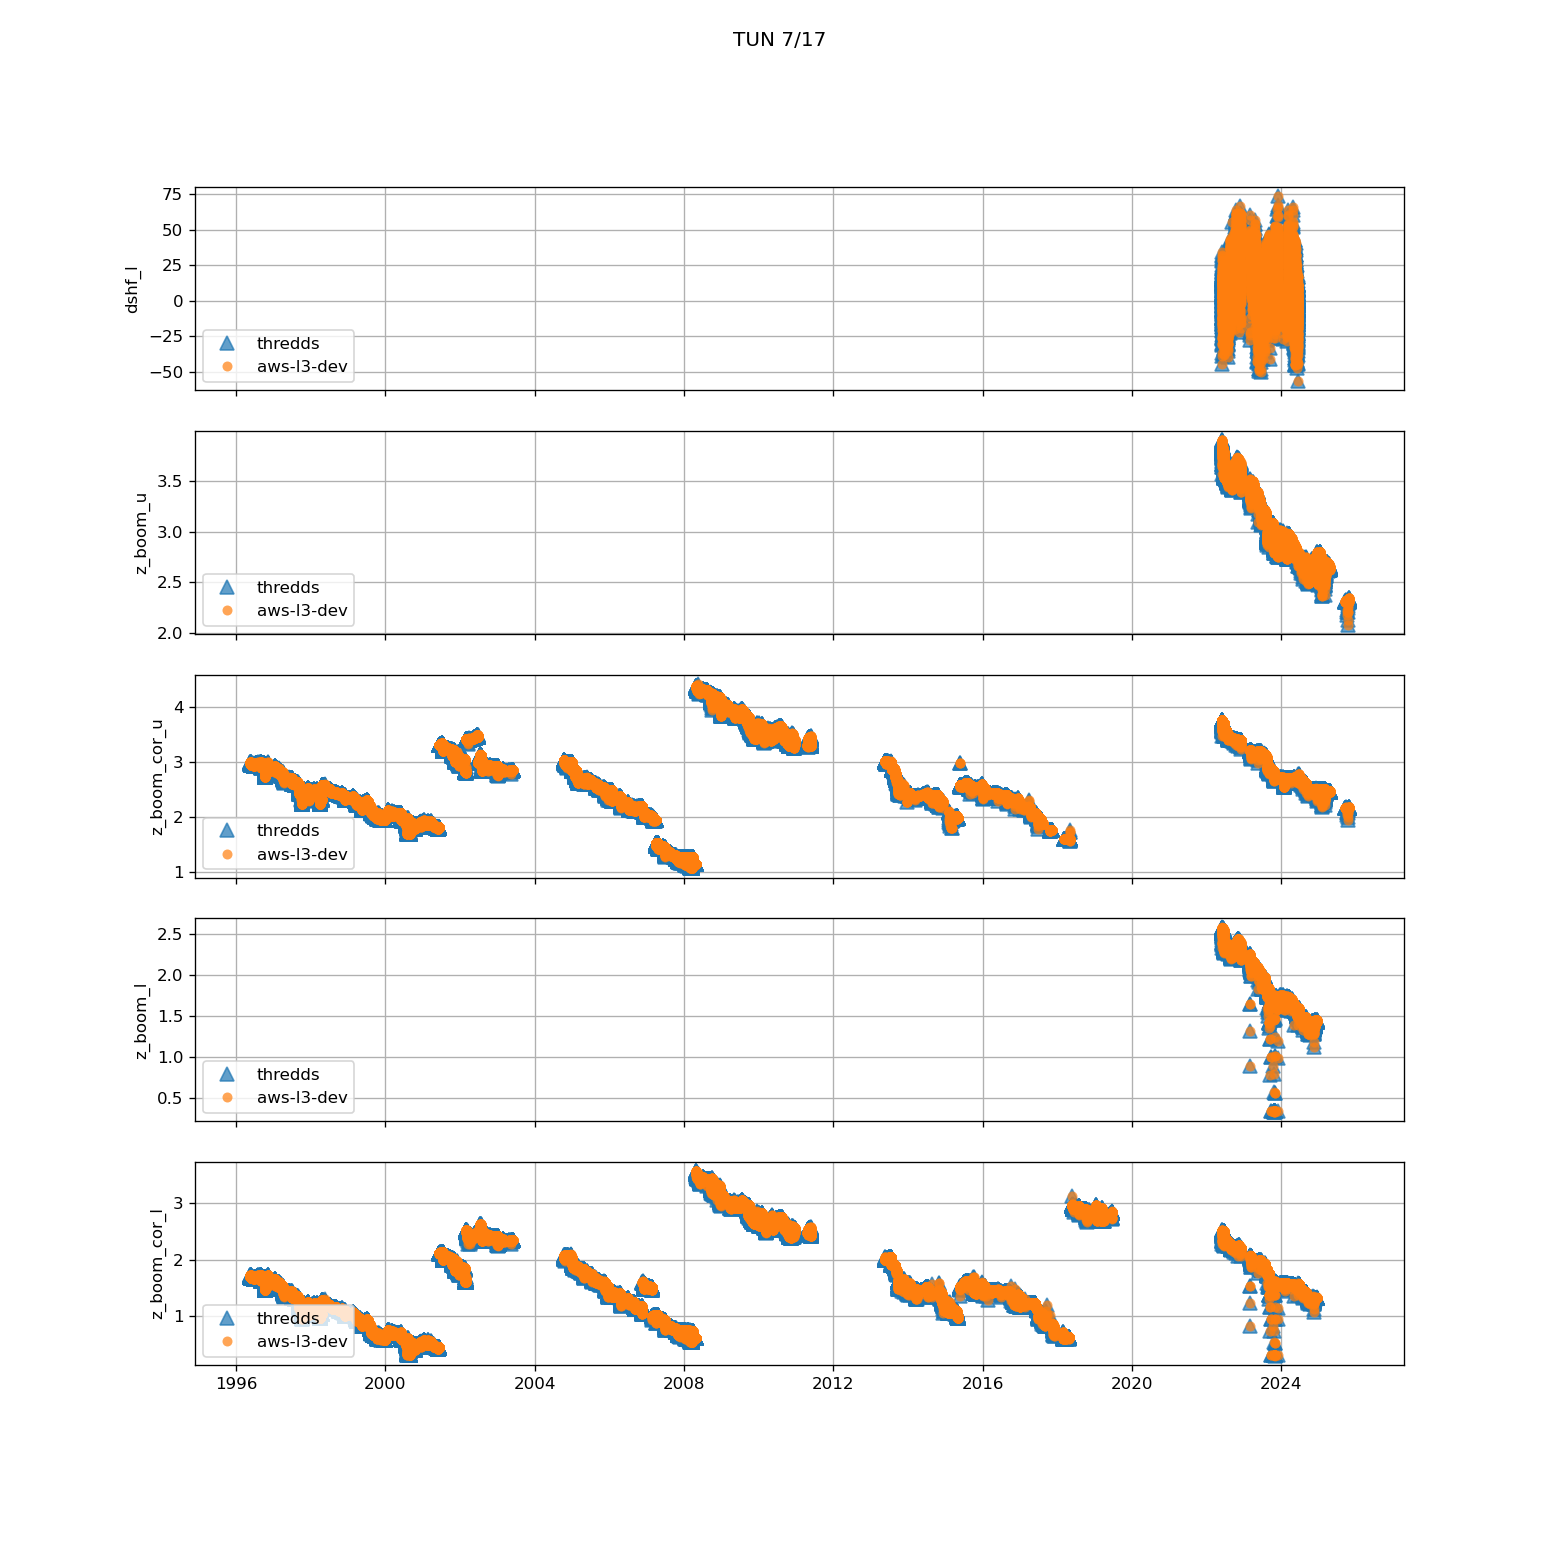 TUN 7/17
75
50
25
0
−25
−50
dshf_l
thredds
aws-l3-dev
3.5
3.0
2.5
2.0
z_boom_u
thredds
aws-l3-dev
4
3
2
1
z_boom_cor_u
thredds
aws-l3-dev
2.5
2.0
1.5
1.0
0.5
z_boom_l
thredds
aws-l3-dev
3
2
1
z_boom_cor_l
thredds
aws-l3-dev
1996 2000 2004 2008 2012 2016 2020 2024